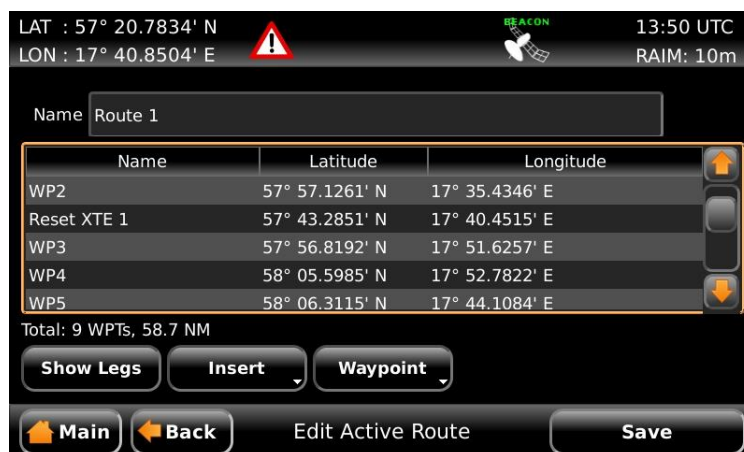 LAT : 57° 20.7834' N
LON : 17° 40.8504' E
!
BEACON
13:50 UTC
RAIM: 10m
Name Route 1
Name Latitude Longitude
WP2 57° 57.1261' N 17° 35.4346' E
Reset XTE 1 57° 43.2851' N 17° 40.4515' E
WP3 57° 56.8192' N 17° 51.6257' E
WP4 58° 05.5985' N 17° 52.7822' E
WP5 58° 06.3115' N 17° 44.1084' E
Total: 9 WPTs, 58.7 NM
Show Legs Insert Waypoint
Main Back Edit Active Route Save